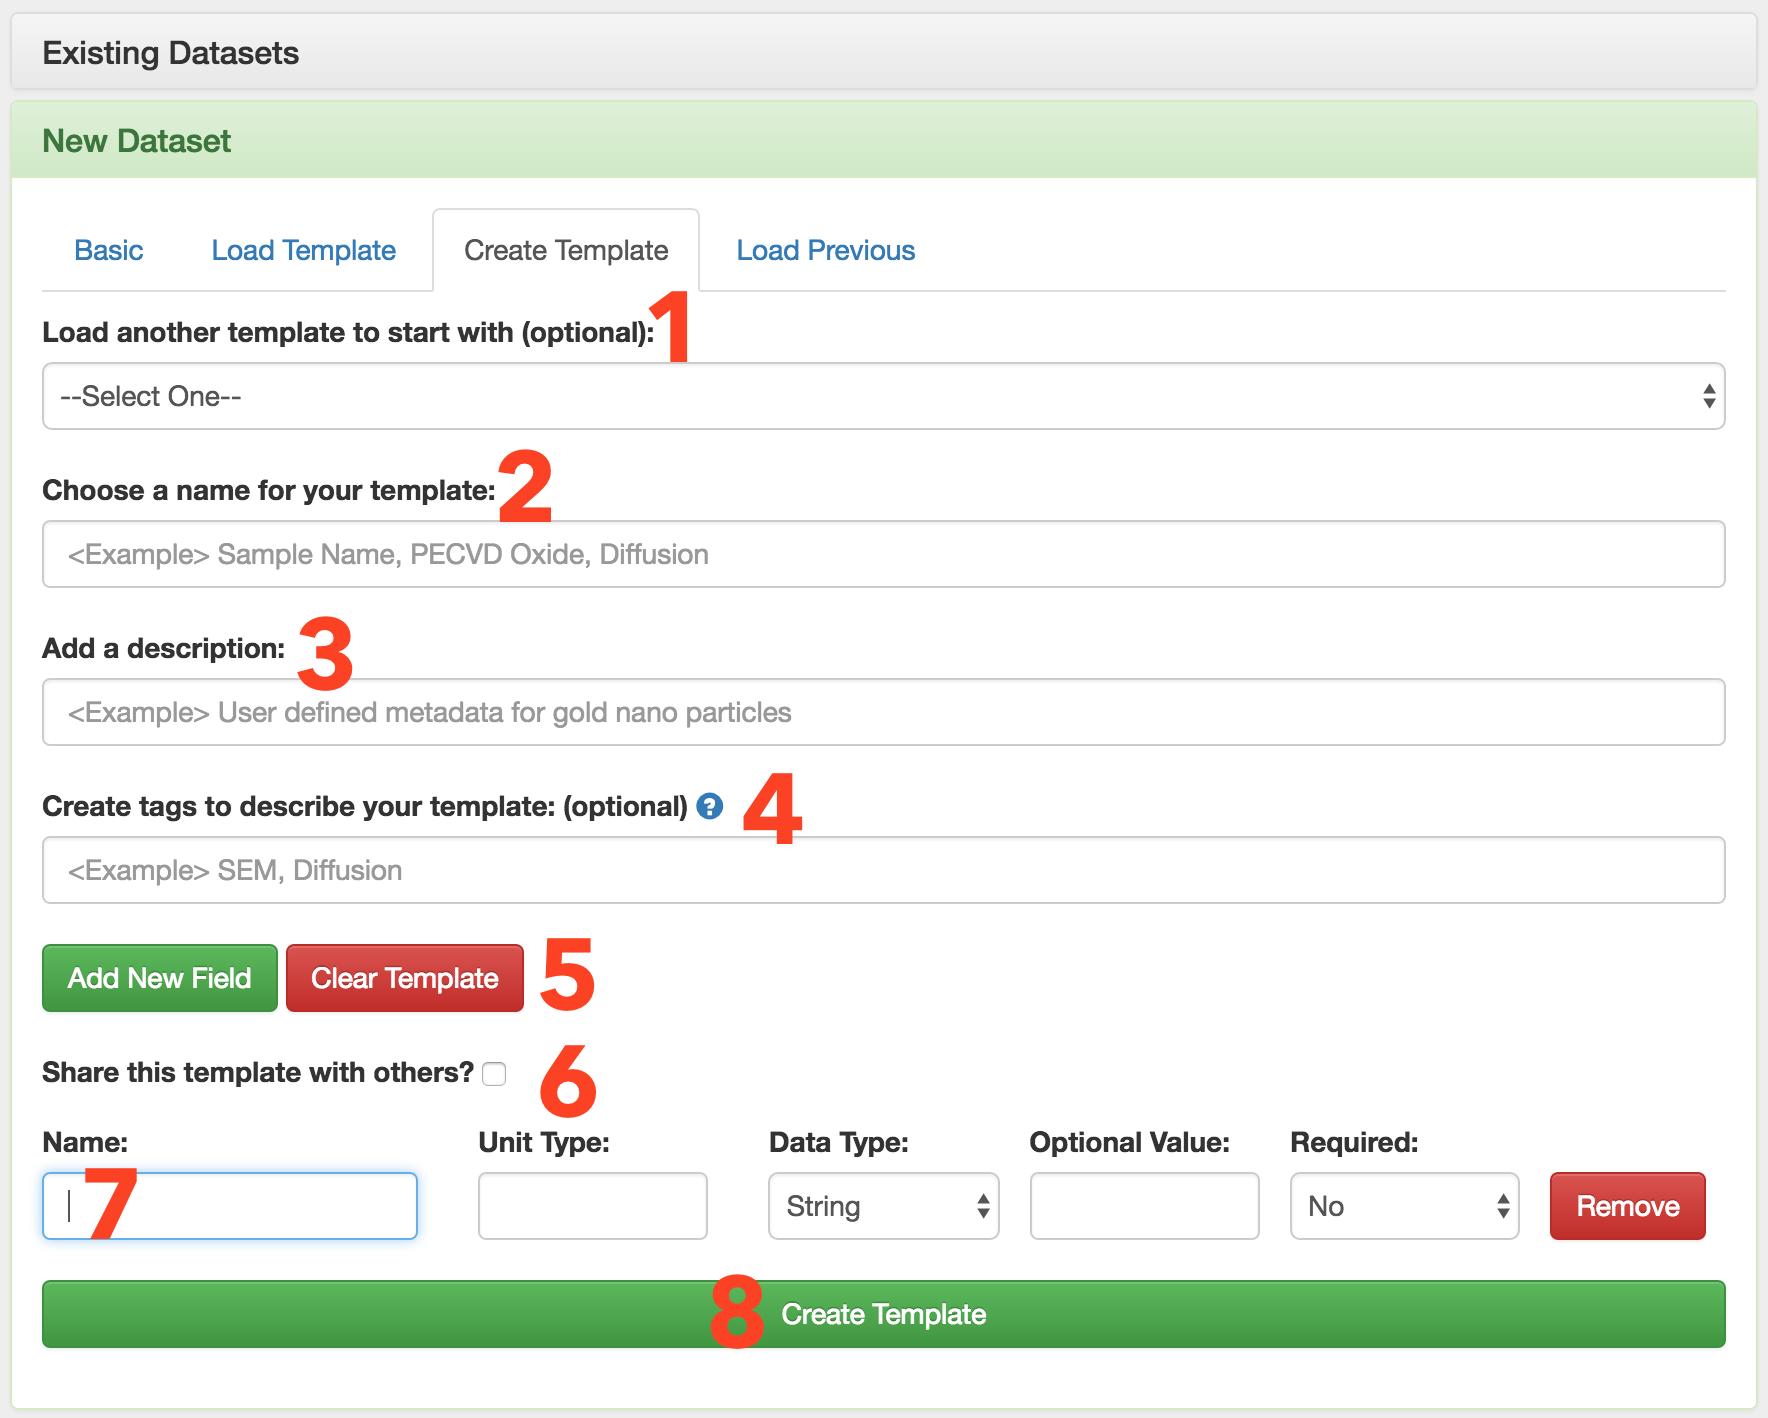 Existing Datasets
New Dataset
Basic Load Template Create Template Load Previous
Load another template to start with (optional): 1
--Select One--
Choose a name for your template: 2
<Example> Sample Name, PECVD Oxide, Diffusion
Add a description: 3
<Example> User defined metadata for gold nano particles
Create tags to describe your template: (optional) ? 4
<Example> SEM, Diffusion
Add New Field Clear Template 5
Share this template with others? 6
Name: Unit Type: Data Type: Optional Value: Required:
7 String No Remove
8 Create Template